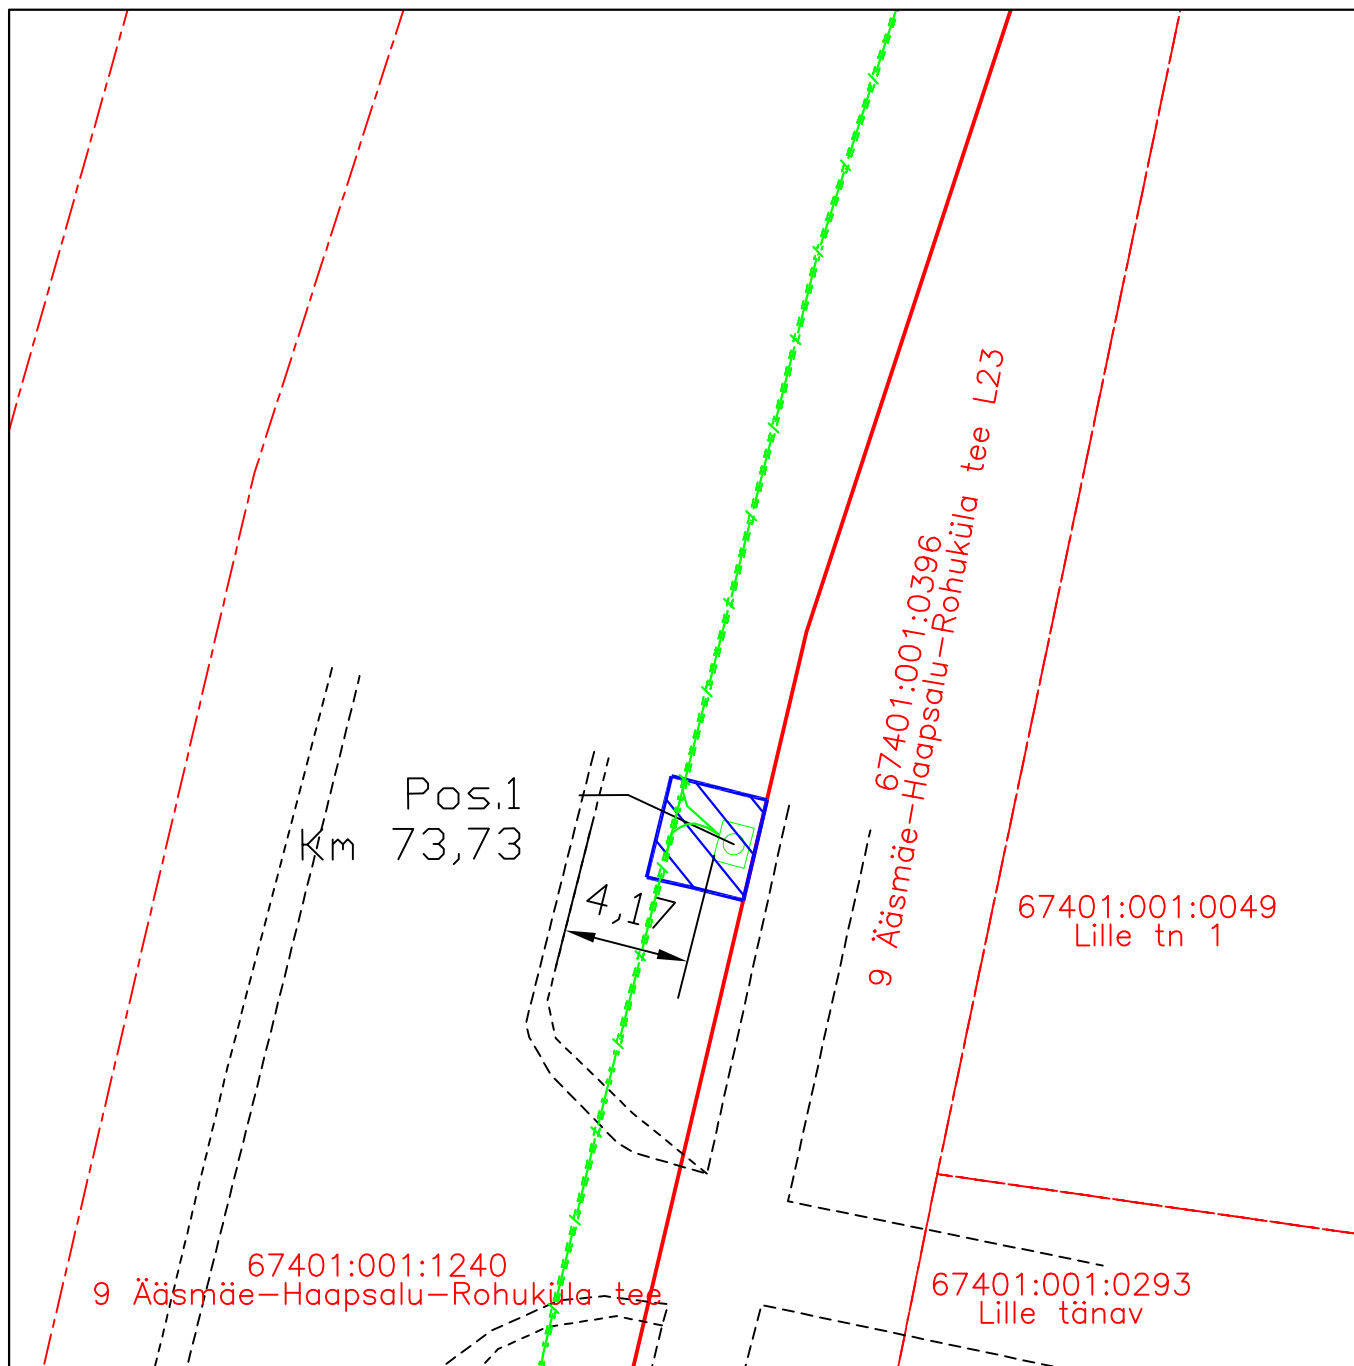 67401:001:0396
9 Ääsmäe-Haapsalu-Rohuküla tee L23
Pos.1
Km 73,73
4,17
67401:001:0049
Lille tn 1
67401:001:1240
9 Ääsmäe-Haapsalu-Rohuküla tee
67401:001:0293
Lille tänav